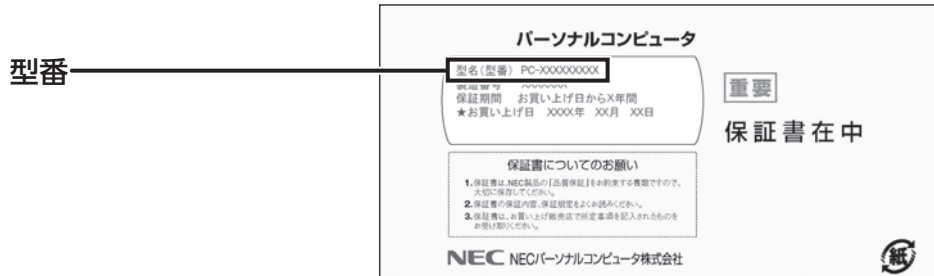 型番
パーソナルコンピュータ
型名(型番) PC-XXXXXXXXX
製造番号 XXXXXXX
保証期間 お買い上げ日からX年間
★お買い上げ日 XXXX年 XX月 XX日
重要
保証書在中
保証書についてのお願い
1.保証書は、NEC製品の「品質保証」をお約束する書類ですので、
大切に保存してください。
2.保証書の保証内容、保証規定をよくお読みください。
3.保証書は、お買い上げ販売店で所定事項を記入されたものを
お受け取りください。
NEC NECパーソナルコンピュータ株式会社
紙